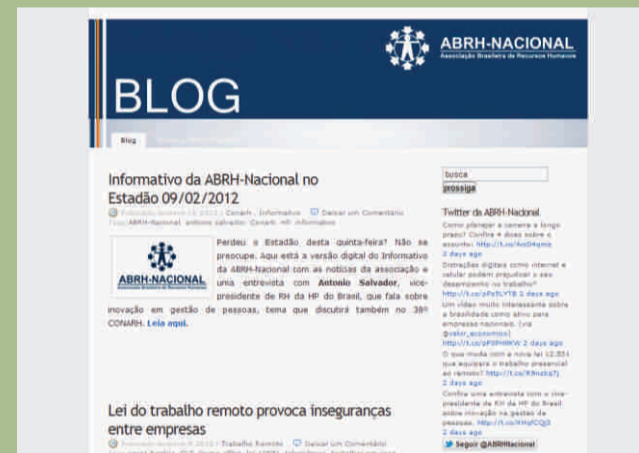 ABRH-NACIONAL
Associação Brasileira de Recursos Humanos
BLOG
Blog
Informativo da ABRH-Nacional no
Estadão 09/02/2012
Conarh, Informativo Deixar um Comentário
ABRH-Nacional, antonio salvador, Conarh, HP, informativo
ABRH-NACIONAL
Perdeu o Estadão desta quinta-feira? Não se
preocupe. Aqui está a versão digital do Informativo
da ABRH-Nacional com as notícias da associação e
uma entrevista com Antonio Salvador, vice-
presidente de RH da HP do Brasil, que fala sobre
inovação em gestão de pessoas, tema que discutirá também no 38º
CONARH. Leia aqui.
Lei do trabalho remoto provoca inseguranças
entre empresas
Trabalho Remoto Deixar um Comentário
busca
prossiga
Twitter da ABRH-Nacional
Como planejar a carreira a longo
prazo? Confira 4 dicas sobre o
assunto:
2 days ago
Distrações digitais como internet e
celular podem prejudicar o seu
desempenho no trabalho?
2 days ago
Um vídeo muito interessante sobre
a brasilidade como ativo para
empresas nacionais. (via
@valor_economico)
2 days ago
O que muda com a nova lei 12.551
que equipara o trabalho presencial
ao remoto?
2 days ago
Confira uma entrevista com o vice-
presidente de RH da HP do Brasil
sobre inovação na gestão de
pessoas.
2 days ago
Seguir @ABRHNacional